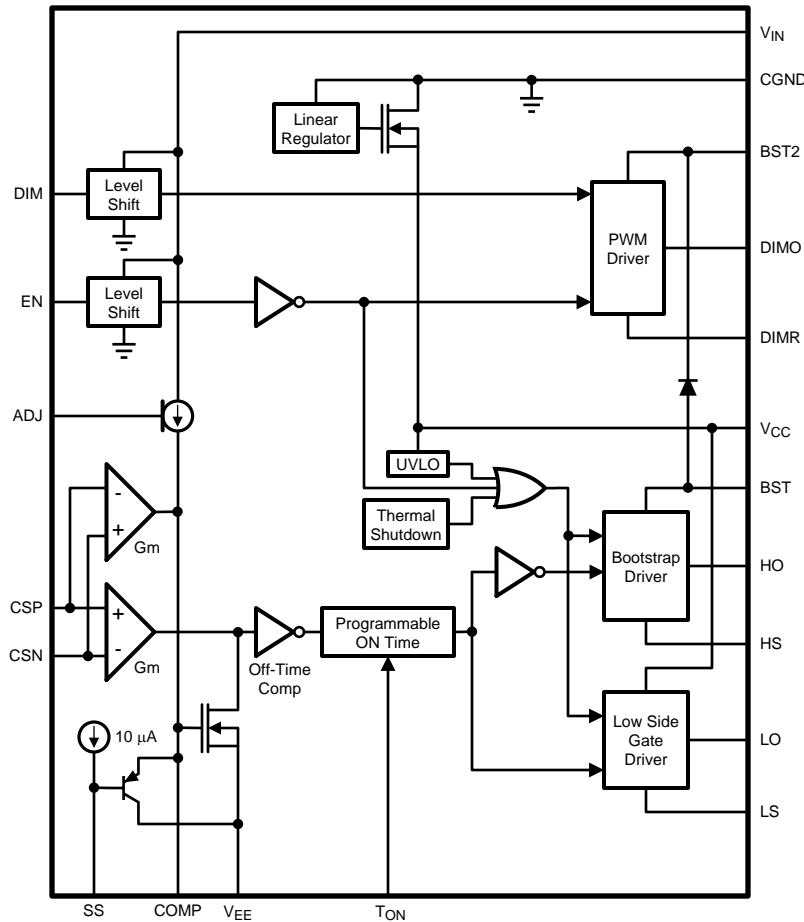 VIN
CGND
Linear
Regulator
BST2
DIM
Level
Shift
PWM
Driver
DIMO
EN
Level
Shift
DIMR
ADJ
VCC
UVLO
BST
-
+
Gm
Thermal
Shutdown
Bootstrap
Driver
HO
CSP
+
-
Gm
CSN
Off-Time
Comp
Programmable
ON Time
HS
10 μA
Low Side
Gate
Driver
LO
LS
SS
COMP
VEE
TON